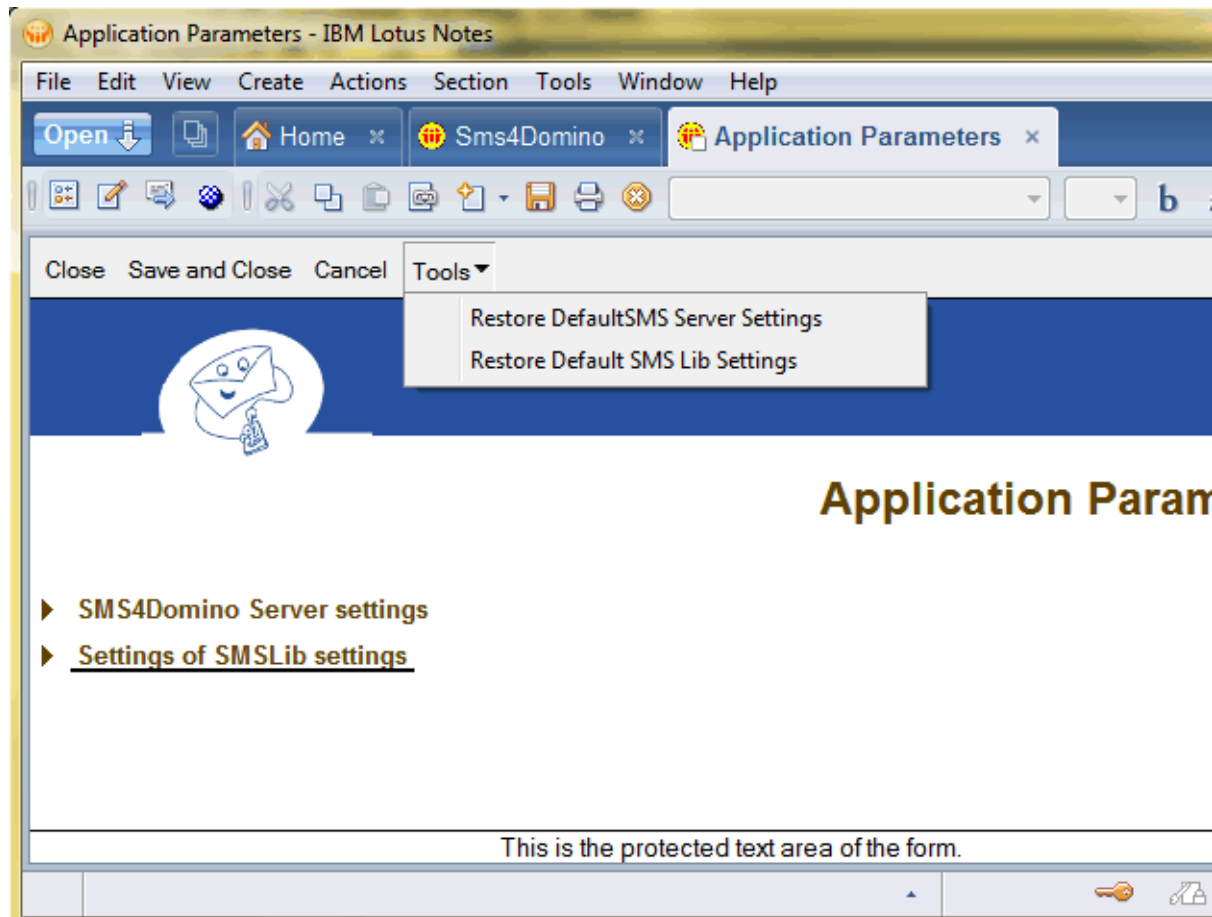 Application Parameters - IBM Lotus Notes
File Edit View Create Actions Section Tools Window Help
Open Home Sms4Domino Application Parameters
b
Close Save and Close Cancel Tools
Restore DefaultSMS Server Settings
Restore Default SMS Lib Settings
Application Param
SMS4Domino Server settings
Settings of SMSLib settings
This is the protected text area of the form.